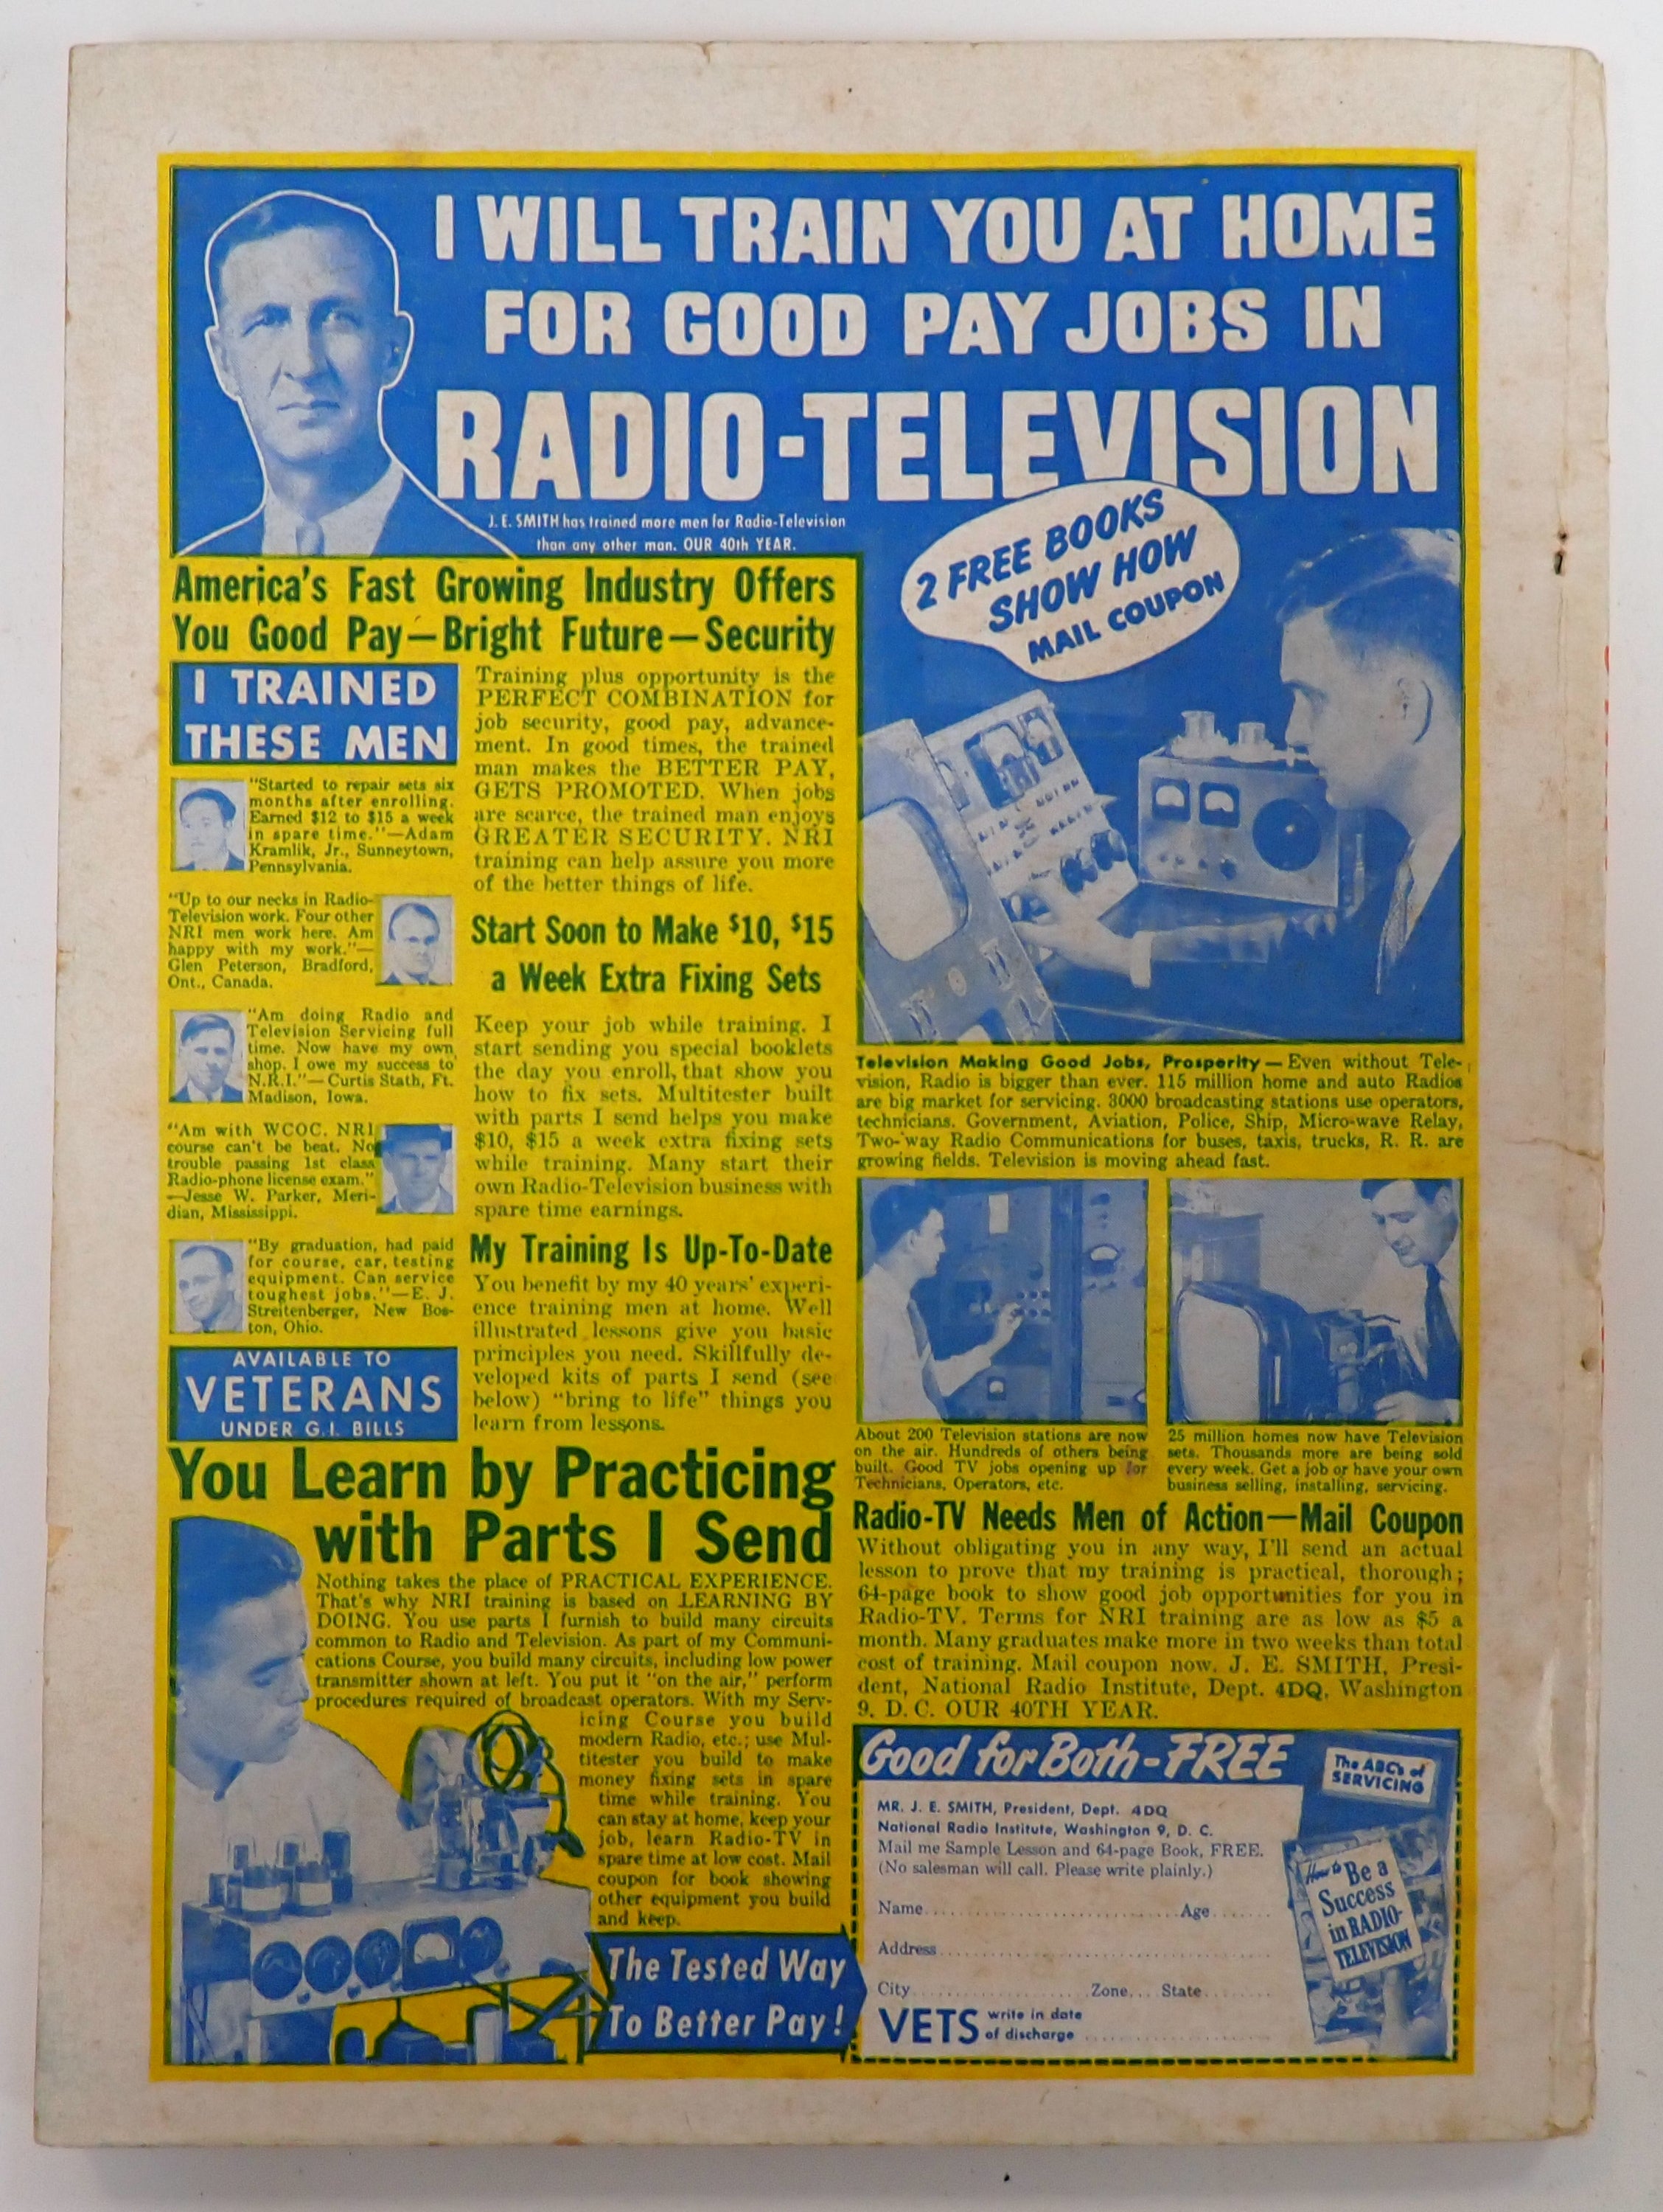 I WILL TRAIN YOU AT HOME
FOR GOOD PAY JOBS IN
RADIO-TELEVISION
J. E. SMITH has trained more men for Radio-Television
than any other man. OUR 40th YEAR.
2 FREE BOOKS
SHOW HOW
MAIL COUPON
America's Fast Growing Industry Offers
You Good Pay—Bright Future—Security
I TRAINED
THESE MEN
"Started to repair sets six
months after enrolling.
Earned $12 to $15 a week
in spare time."—Adam
Kramlik, Jr., Sunneytown,
Pennsylvania.
"Up to our necks in Radio-
Television work. Four other
NRI men work here. Am
happy with my work."—
Glen Peterson, Bradford,
Ont., Canada.
"Am doing Radio and
Television Servicing full
time. Now have my own
shop. I owe my success to
N.R.I."—Curtis Stath, Ft.
Madison, Iowa.
"Am with WCOC. NRI
course can't be beat. No
trouble passing 1st class
Radio-phone license exam."
—Jesse W. Parker, Meri-
dian, Mississippi.
"By graduation, had paid
for course, car, testing
equipment. Can service
toughest jobs."—E. J.
Streitenberger, New Bos-
ton, Ohio.
AVAILABLE TO
VETERANS
UNDER G.I. BILLS
Training plus opportunity is the
PERFECT COMBINATION for
job security, good pay, advance-
ment. In good times, the trained
man makes the BETTER PAY,
GETS PROMOTED. When jobs
are scarce, the trained man enjoys
GREATER SECURITY. NRI
training can help assure you more
of the better things of life.
Start Soon to Make $10, $15
a Week Extra Fixing Sets
Keep your job while training. I
start sending you special booklets
the day you enroll, that show you
how to fix sets. Multitester built
with parts I send helps you make
$10, $15 a week extra fixing sets
while training. Many start their
own Radio-Television business with
spare time earnings.
My Training Is Up-To-Date
You benefit by my 40 years' experi-
ence training men at home. Well
illustrated lessons give you basic
principles you need. Skillfully de-
veloped kits of parts I send (see
below) "bring to life" things you
learn from lessons.
You Learn by Practicing
with Parts I Send
Nothing takes the place of PRACTICAL EXPERIENCE.
That's why NRI training is based on LEARNING BY
DOING. You use parts I furnish to build many circuits
common to Radio and Television. As part of my Communi-
cations Course, you build many circuits, including low power
transmitter shown at left. You put it "on the air," perform
procedures required of broadcast operators. With my Serv-
icing Course you build
modern Radio, etc.; use Mul-
titester you build to make
money fixing sets in spare
time while training. You
can stay at home, keep your
job, learn Radio-TV in
spare time at low cost. Mail
coupon for book showing
other equipment you build
and keep.
The Tested Way
To Better Pay!
Television Making Good Jobs, Prosperity—Even without Tele-
vision, Radio is bigger than ever. 115 million home and auto Radios
are big market for servicing. 3000 broadcasting stations use operators,
technicians. Government, Aviation, Police, Ship, Micro-wave Relay,
Two-way Radio Communications for buses, taxis, trucks, R. R. are
growing fields. Television is moving ahead fast.
About 200 Television stations are now
on the air. Hundreds of others being
built. Good TV jobs opening up for
Technicians, Operators, etc.
25 million homes now have Television
sets. Thousands more are being sold
every week. Get a job or have your own
business selling, installing, servicing.
Radio-TV Needs Men of Action—Mail Coupon
Without obligating you in any way, I'll send an actual
lesson to prove that my training is practical, thorough;
64-page book to show good job opportunities for you in
Radio-TV. Terms for NRI training are as low as $5 a
month. Many graduates make more in two weeks than total
cost of training. Mail coupon now. J. E. SMITH, Presi-
dent, National Radio Institute, Dept. 4DQ, Washington
9, D. C. OUR 40TH YEAR.
Good for Both-FREE
The ABC's of
SERVICING
MR. J. E. SMITH, President, Dept. 4DQ
National Radio Institute, Washington 9, D. C.
Mail me Sample Lesson and 64-page Book, FREE.
(No salesman will call. Please write plainly.)
Name..............................Age.......
Address..................................
City....................Zone... State........
VETS write in date
of discharge ......................
How to Be a
Success
in RADIO-
TELEVISION